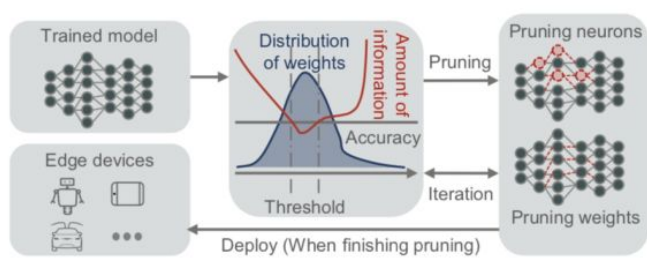 Trained model
Edge devices
Distribution
of weights
Amount of
information
Accuracy
Threshold
Pruning
Iteration
Pruning neurons
Pruning weights
Deploy (When finishing pruning)